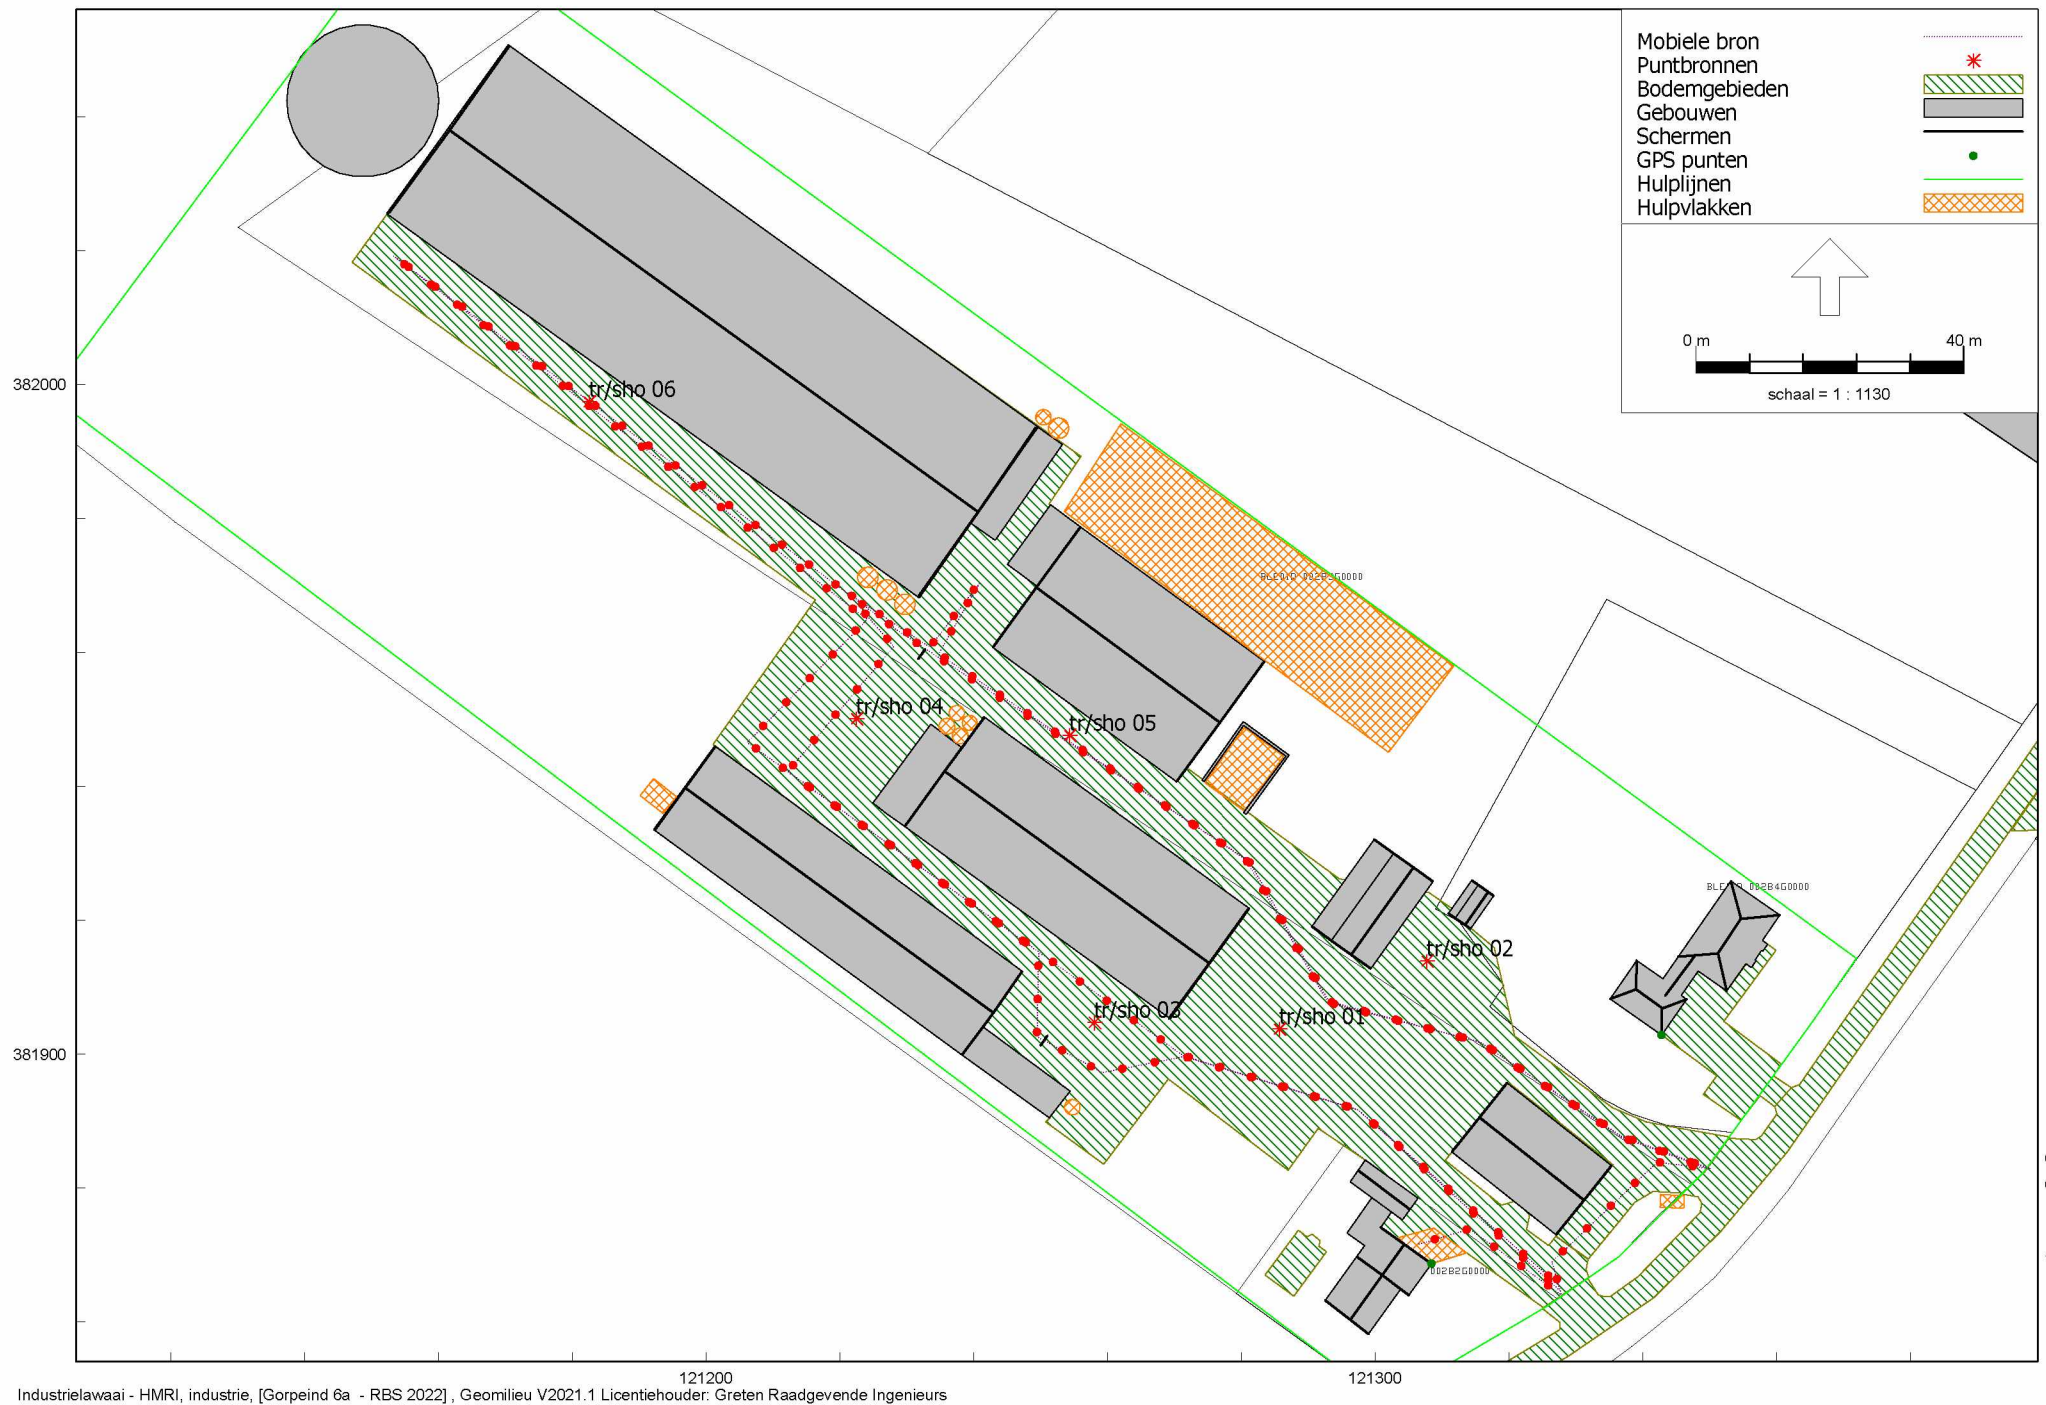 Mobiele bron
Puntbronnen
Bodemgebieden
Gebouwen
Schermen
GPS punten
Hulplijnen
Hulpvlakken
0 m
40 m
schaal = 1 : 1130
382000
tr/sho 06
tr/sho 04
tr/sho 05
tr/sho 02
tr/sho 03
tr/sho 01
381900
121200
121300
Industrielawaai - HMRI, industrie, [Gorpeind 6a - RBS 2022] , Geomilieu V2021.1 Licentiehouder: Greten Raadgevende Ingenieurs